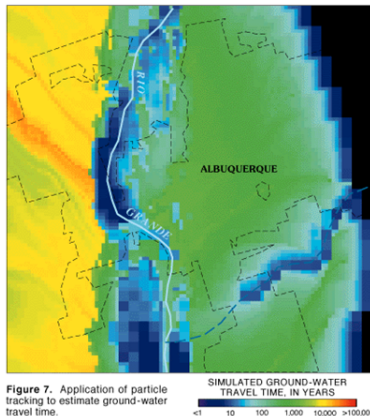 RIO
ALBUQUERQUE
GRANDE
Figure 7. Application of particle
tracking to estimate ground-water
travel time.
SIMULATED GROUND-WATER
TRAVEL TIME, IN YEARS
<1 10 100 1,000 10,000 >100,00